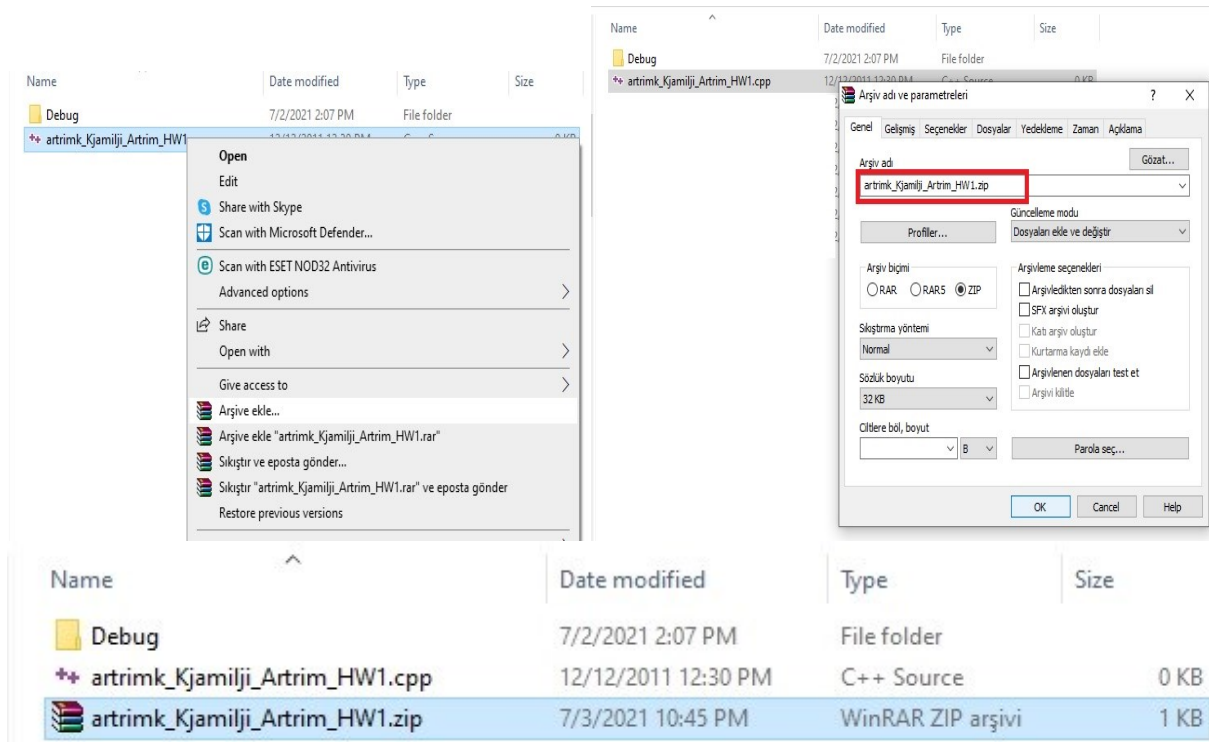 Name Date modified Type Size
Debug 7/2/2021 2:07 PM File folder
artrimk_Kjamilji_Artrim_HW1
Open
Edit
Share with Skype
Scan with Microsoft Defender...
Scan with ESET NOD32 Antivirus
Advanced options
Share
Open with
Give access to
Arşive ekle...
Arşive ekle "artrimk_Kjamilji_Artrim_HW1.rar"
Sıkıştır ve eposta gönder...
Sıkıştır "artrimk_Kjamilji_Artrim_HW1.rar" ve eposta gönder
Restore previous versions
Name Date modified Type Size
Debug 7/2/2021 2:07 PM File folder
artrimk_Kjamilji_Artrim_HW1.cpp 12/12/2011 12:30 PM C++ Source 0 KB
Arşiv adı ve parametreleri ? X
Genel Gelişmiş Seçenekler Dosyalar Yedekleme Zaman Açıklama
Arşiv adı Gözat...
artrimk_Kjamilji_Artrim_HW1.zip
Güncelleme modu
Profiller... Dosyaları ekle ve değiştir
Arşiv biçimi Arşivleme seçenekleri
RAR RAR5 ZIP Arşivledikten sonra dosyaları sil
SFX arşivi oluştur
Sıkıştırma yöntemi Katı arşiv oluştur
Normal Kurtarma kaydı ekle
Sözlük boyutu Arşivlenen dosyaları test et
32 KB Arşivi kilitle
Ciltlere böl, boyut
B Parola seç...
OK Cancel Help
Name Date modified Type Size
Debug 7/2/2021 2:07 PM File folder
artrimk_Kjamilji_Artrim_HW1.cpp 12/12/2011 12:30 PM C++ Source 0 KB
artrimk_Kjamilji_Artrim_HW1.zip 7/3/2021 10:45 PM WinRAR ZIP arşivi 1 KB